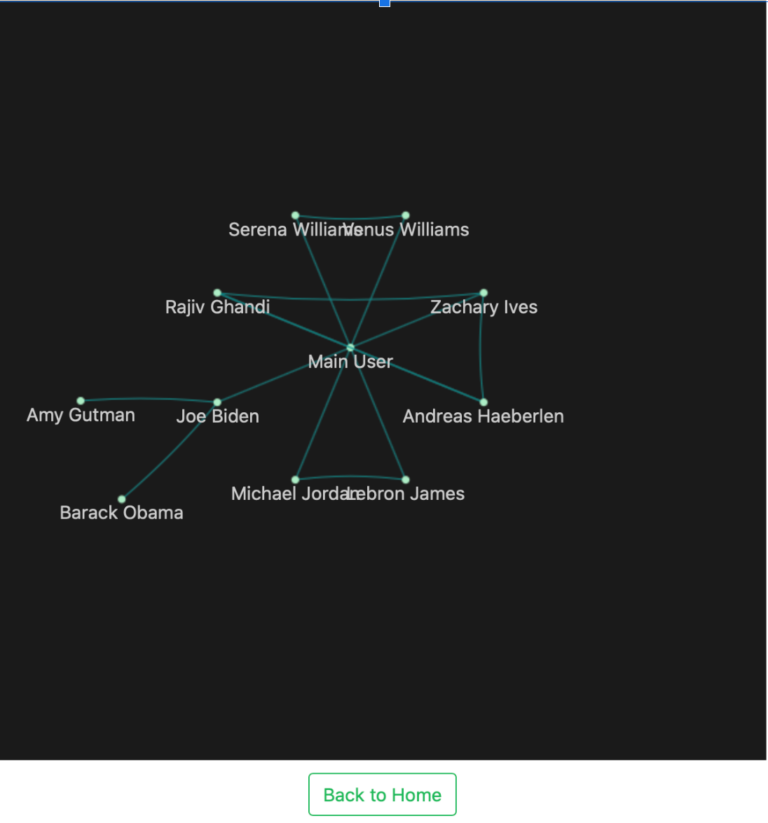 Serena Williams
Venus Williams
Rajiv Ghandi
Zachary Ives
Main User
Amy Gutman
Joe Biden
Andreas Haeberlen
Michael Jordan
Lebron James
Barack Obama
Back to Home